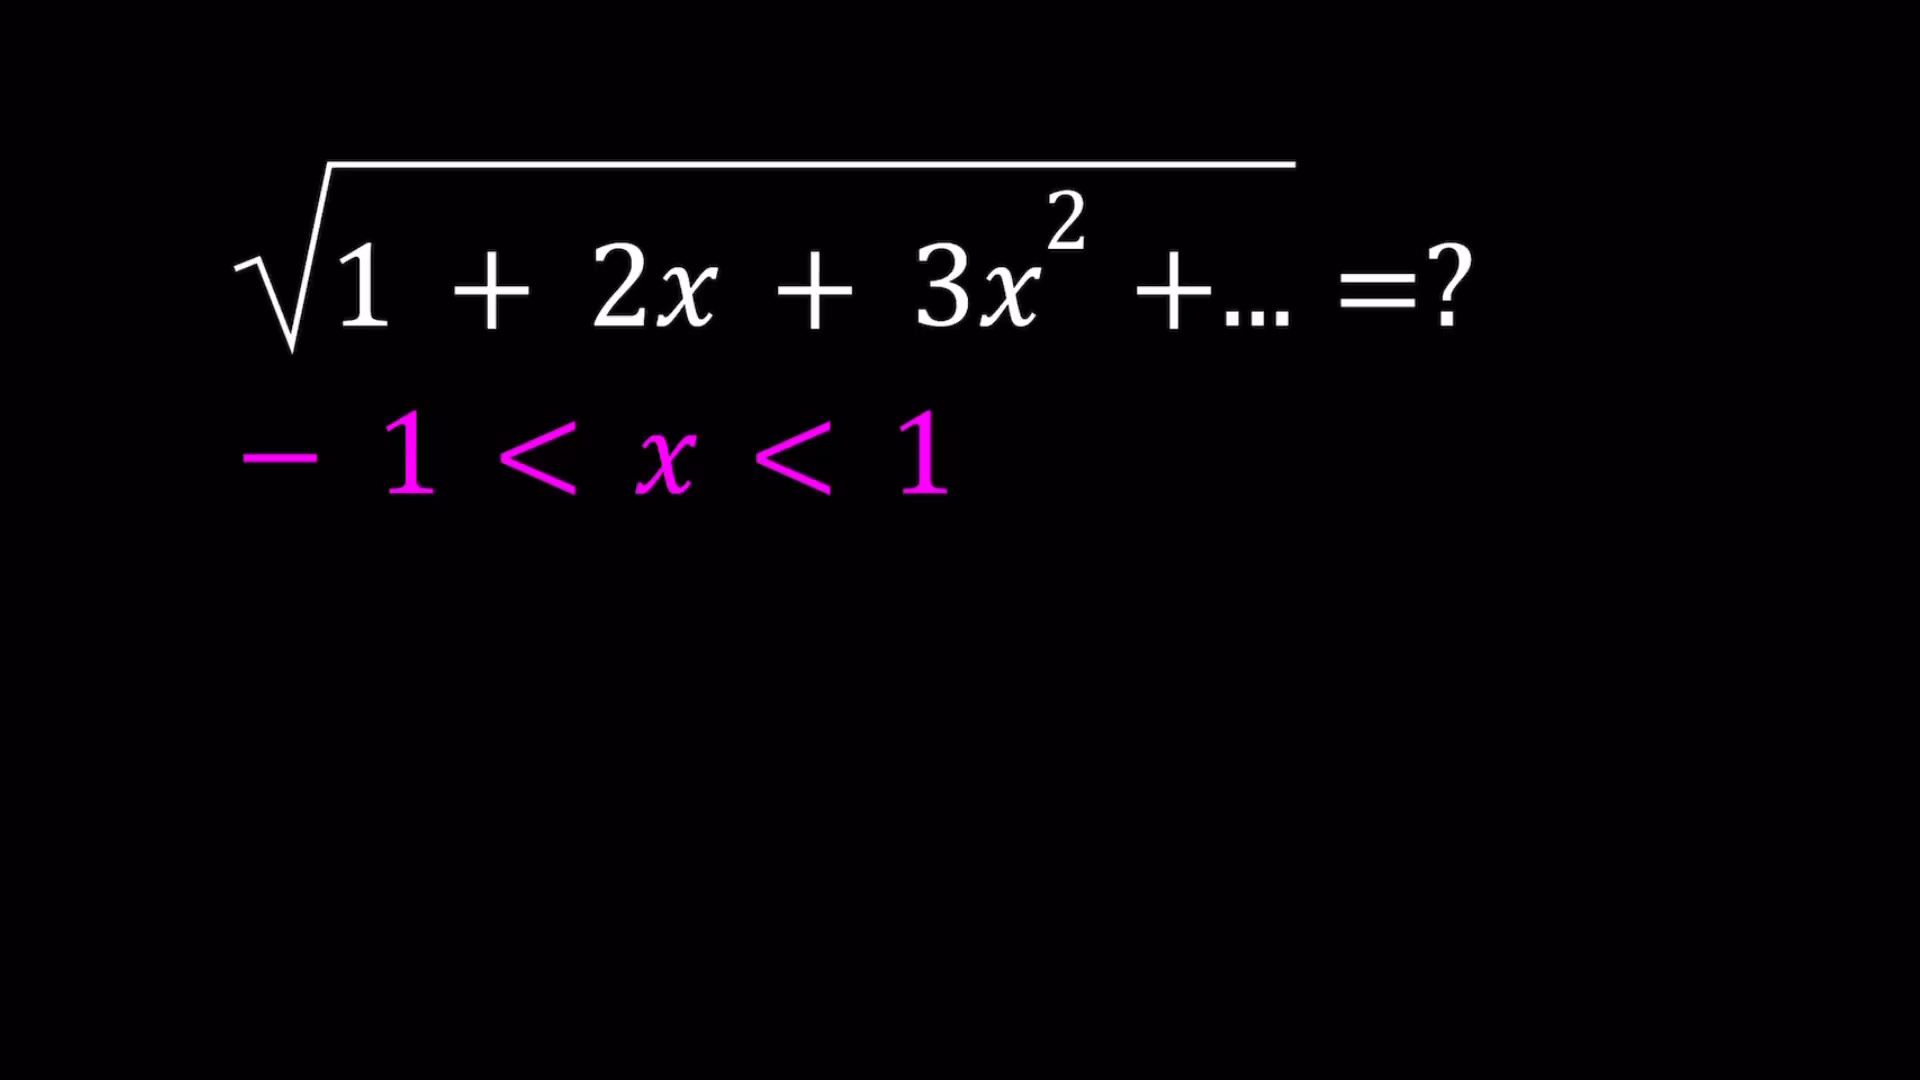 √1 + 2x + 3x² +... =?
− 1 < x < 1